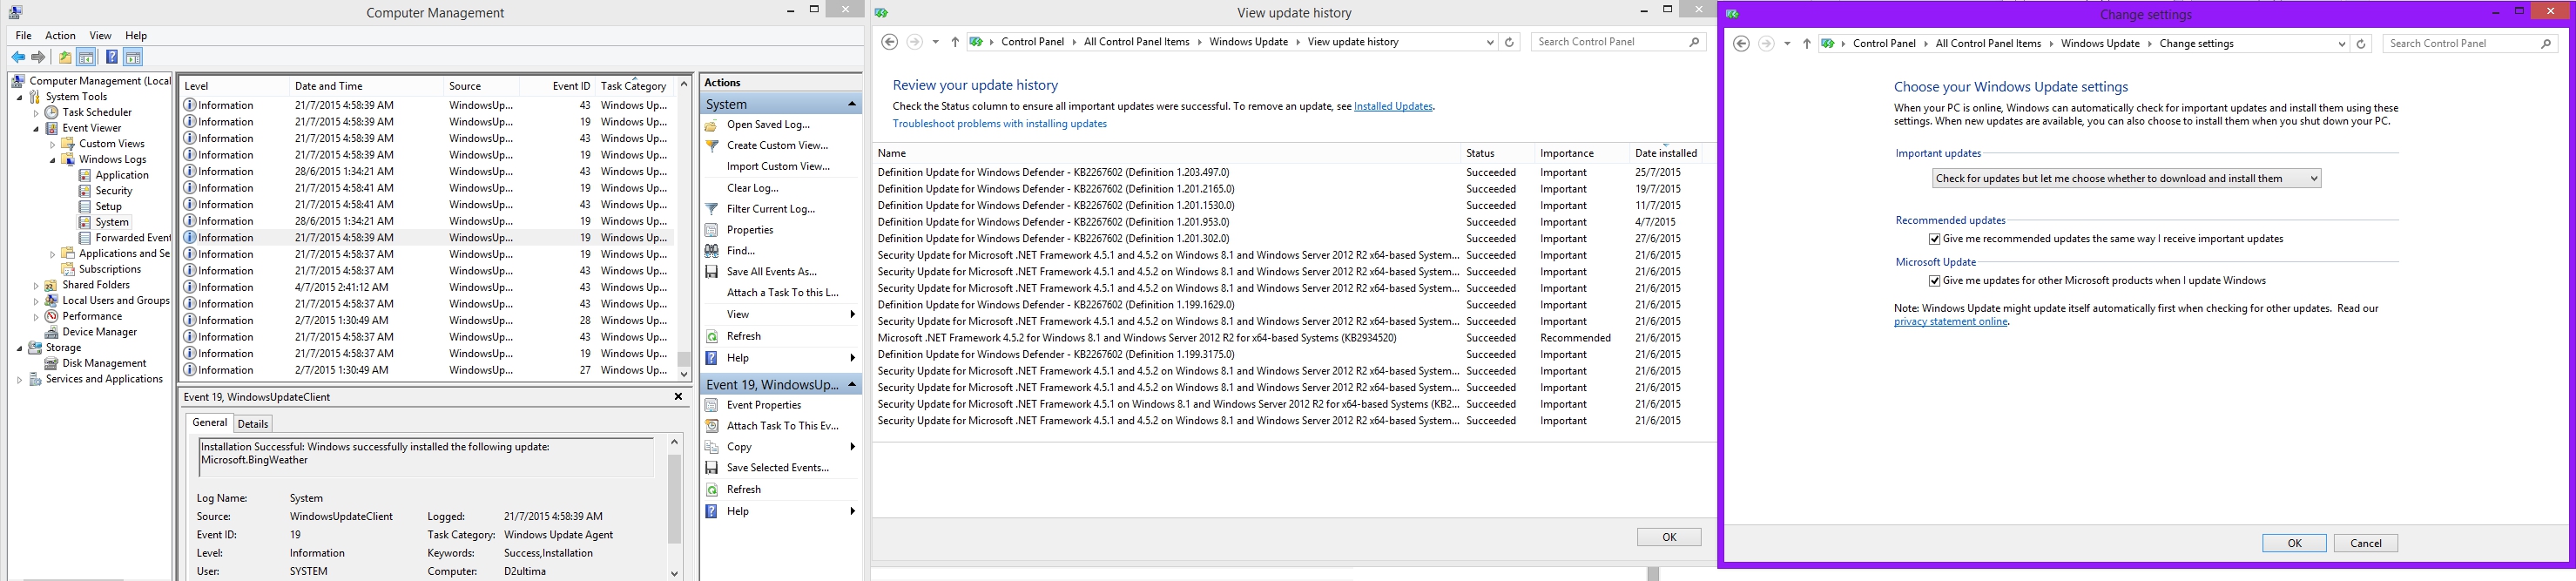 Computer Management
File Action View Help
Computer Management (Local
System Tools
Task Scheduler
Event Viewer
Custom Views
Windows Logs
Application
Security
Setup
System
Forwarded Event
Applications and Se
Subscriptions
Shared Folders
Local Users and Groups
Performance
Device Manager
Storage
Disk Management
Services and Applications
Level Date and Time Source Event ID Task Category
Information 21/7/2015 4:58:39 AM WindowsUp... 43 Windows Up...
Information 21/7/2015 4:58:39 AM WindowsUp... 19 Windows Up...
Information 21/7/2015 4:58:39 AM WindowsUp... 43 Windows Up...
Information 21/7/2015 4:58:39 AM WindowsUp... 19 Windows Up...
Information 28/6/2015 1:34:21 AM WindowsUp... 43 Windows Up...
Information 21/7/2015 4:58:41 AM WindowsUp... 19 Windows Up...
Information 21/7/2015 4:58:41 AM WindowsUp... 43 Windows Up...
Information 28/6/2015 1:34:21 AM WindowsUp... 19 Windows Up...
Information 21/7/2015 4:58:39 AM WindowsUp... 19 Windows Up...
Information 21/7/2015 4:58:37 AM WindowsUp... 19 Windows Up...
Information 21/7/2015 4:58:37 AM WindowsUp... 43 Windows Up...
Information 4/7/2015 2:41:12 AM WindowsUp... 43 Windows Up...
Information 21/7/2015 4:58:37 AM WindowsUp... 43 Windows Up...
Information 2/7/2015 1:30:49 AM WindowsUp... 28 Windows Up...
Information 21/7/2015 4:58:37 AM WindowsUp... 43 Windows Up...
Information 21/7/2015 4:58:37 AM WindowsUp... 19 Windows Up...
Information 2/7/2015 1:30:49 AM WindowsUp... 27 Windows Up...
Event 19, WindowsUpdateClient
General Details
Installation Successful: Windows successfully installed the following update:
Microsoft.BingWeather
Log Name: System
Source: WindowsUpdateClient Logged: 21/7/2015 4:58:39 AM
Event ID: 19 Task Category: Windows Update Agent
Level: Information Keywords: Success,Installation
User: SYSTEM Computer: D2ultima
Actions
System
Open Saved Log...
Create Custom View...
Import Custom View...
Clear Log...
Filter Current Log...
Properties
Find...
Save All Events As...
Attach a Task To this L...
View
Refresh
Help
Event 19, WindowsUp...
Event Properties
Attach Task To This Ev...
Copy
Save Selected Events...
Refresh
Help
View update history
Control Panel All Control Panel Items Windows Update View update history
Search Control Panel
Review your update history
Check the Status column to ensure all important updates were successful. To remove an update, see Installed Updates.
Troubleshoot problems with installing updates
Name Status Importance Date installed
Definition Update for Windows Defender - KB2267602 (Definition 1.203.497.0) Succeeded Important 25/7/2015
Definition Update for Windows Defender - KB2267602 (Definition 1.201.2165.0) Succeeded Important 19/7/2015
Definition Update for Windows Defender - KB2267602 (Definition 1.201.1530.0) Succeeded Important 11/7/2015
Definition Update for Windows Defender - KB2267602 (Definition 1.201.953.0) Succeeded Important 4/7/2015
Definition Update for Windows Defender - KB2267602 (Definition 1.201.302.0) Succeeded Important 27/6/2015
Security Update for Microsoft .NET Framework 4.5.1 and 4.5.2 on Windows 8.1 and Windows Server 2012 R2 x64-based System... Succeeded Important 21/6/2015
Security Update for Microsoft .NET Framework 4.5.1 and 4.5.2 on Windows 8.1 and Windows Server 2012 R2 x64-based System... Succeeded Important 21/6/2015
Security Update for Microsoft .NET Framework 4.5.1 and 4.5.2 on Windows 8.1 and Windows Server 2012 R2 x64-based System... Succeeded Important 21/6/2015
Definition Update for Windows Defender - KB2267602 (Definition 1.199.1629.0) Succeeded Important 21/6/2015
Security Update for Microsoft .NET Framework 4.5.1 and 4.5.2 on Windows 8.1 and Windows Server 2012 R2 x64-based System... Succeeded Important 21/6/2015
Microsoft .NET Framework 4.5.2 for Windows 8.1 and Windows Server 2012 R2 for x64-based Systems (KB2934520) Succeeded Recommended 21/6/2015
Definition Update for Windows Defender - KB2267602 (Definition 1.199.3175.0) Succeeded Important 21/6/2015
Security Update for Microsoft .NET Framework 4.5.1 and 4.5.2 on Windows 8.1 and Windows Server 2012 R2 x64-based System... Succeeded Important 21/6/2015
Security Update for Microsoft .NET Framework 4.5.1 and 4.5.2 on Windows 8.1 and Windows Server 2012 R2 x64-based System... Succeeded Important 21/6/2015
Security Update for Microsoft .NET Framework 4.5.1 on Windows 8.1 and Windows Server 2012 R2 for x64-based Systems (KB2... Succeeded Important 21/6/2015
Security Update for Microsoft .NET Framework 4.5.1 and 4.5.2 on Windows 8.1 and Windows Server 2012 R2 x64-based System... Succeeded Important 21/6/2015
OK
Change settings
Control Panel All Control Panel Items Windows Update Change settings
Search Control Panel
Choose your Windows Update settings
When your PC is online, Windows can automatically check for important updates and install them using these
settings. When new updates are available, you can also choose to install them when you shut down your PC.
Important updates
Check for updates but let me choose whether to download and install them
Recommended updates
Give me recommended updates the same way I receive important updates
Microsoft Update
Give me updates for other Microsoft products when I update Windows
Note: Windows Update might update itself automatically first when checking for other updates. Read our
privacy statement online.
OK Cancel